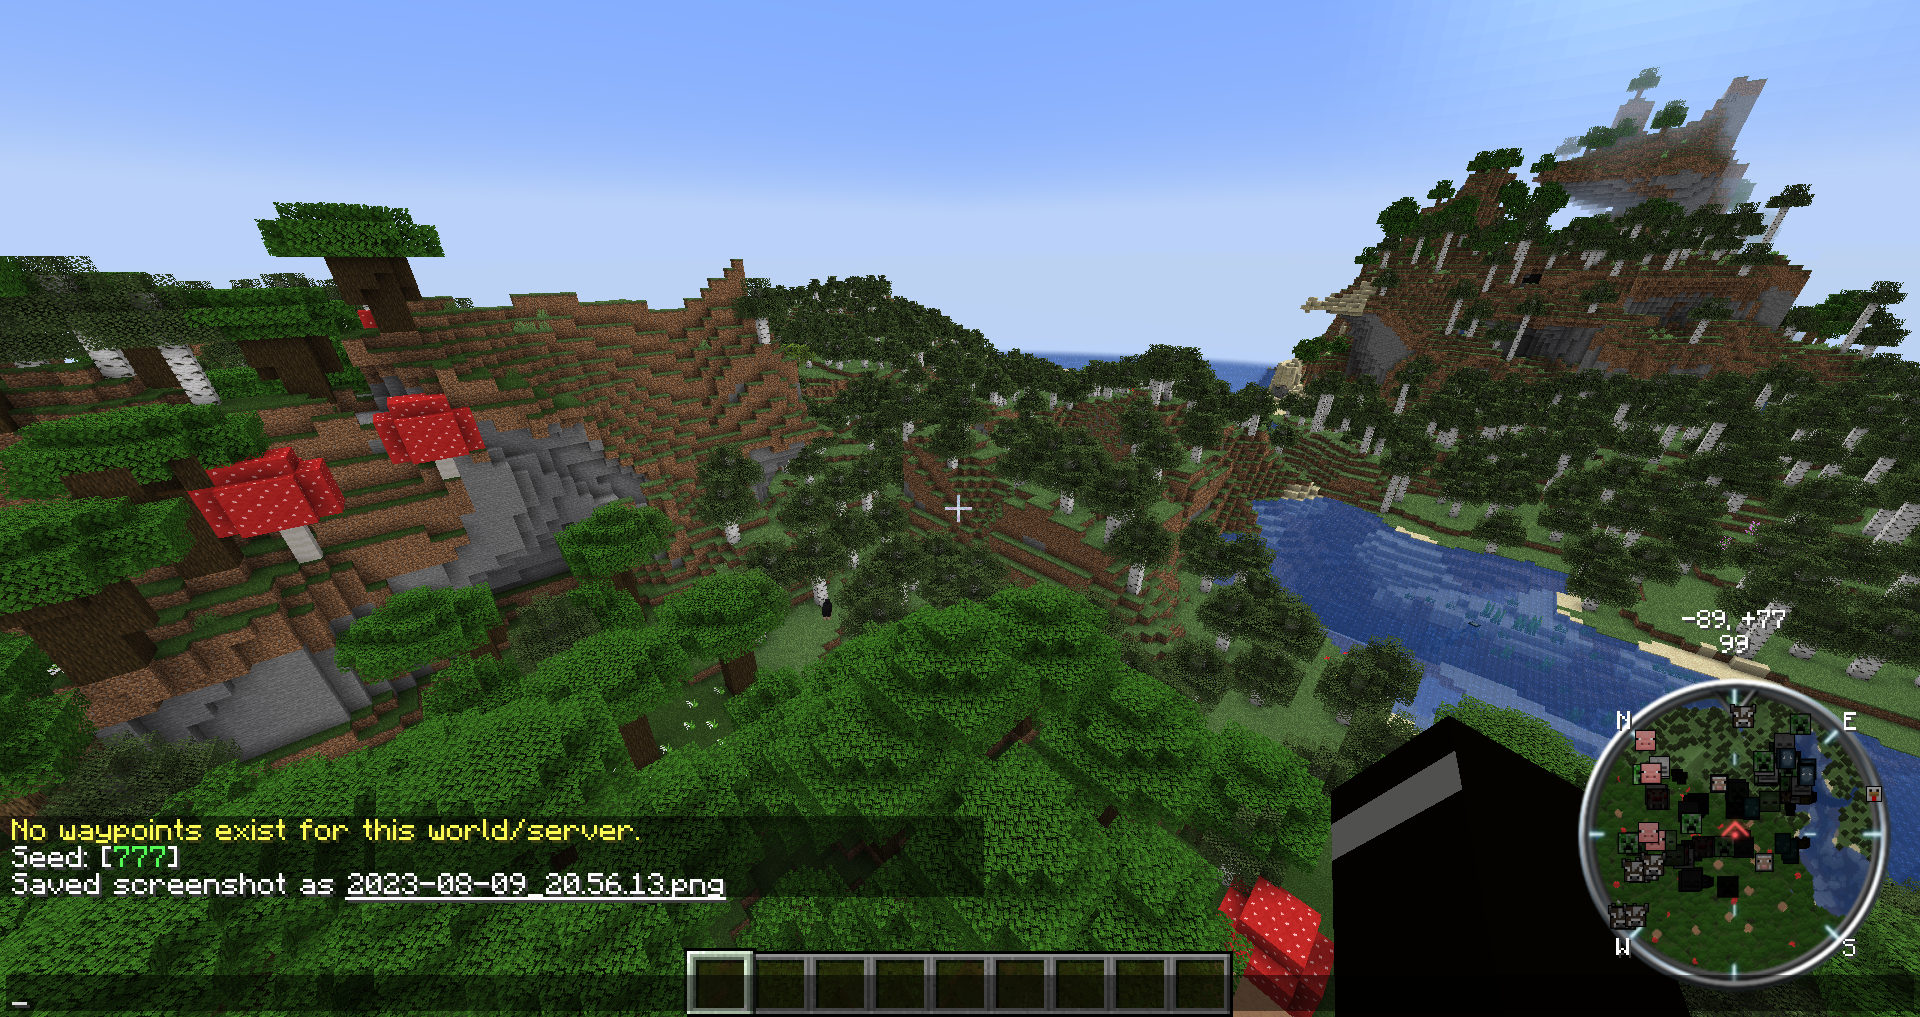 -89, +77
99
N
E
No waypoints exist for this world/server.
Seed: [777]
Saved screenshot as 2023-08-09_20.56.13.png
W
S
_